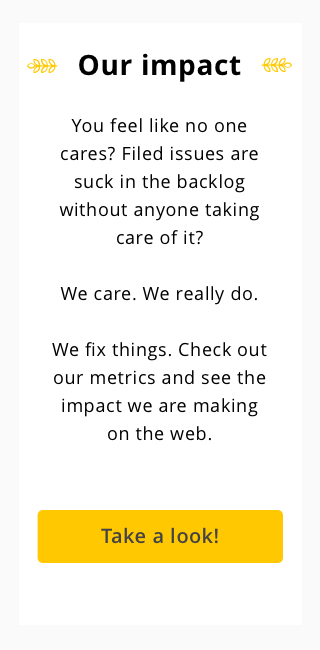 Our impact
You feel like no one
cares? Filed issues are
suck in the backlog
without anyone taking
care of it?
We care. We really do.
We fix things. Check out
our metrics and see the
impact we are making
on the web.
Take a look!